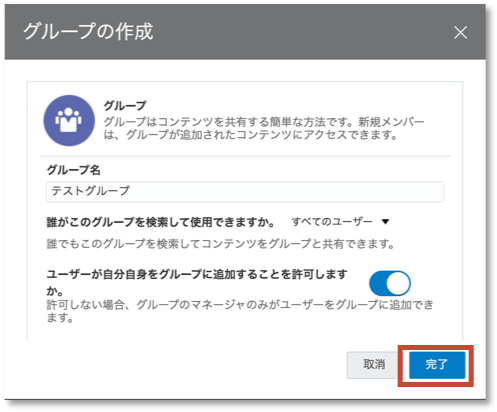 グループの作成
グループ
グループはコンテンツを共有する簡単な方法です。新規メンバー
は、グループが追加されたコンテンツにアクセスできます。
グループ名
テストグループ
誰がこのグループを検索して使用できますか。 すべてのユーザー
誰でもこのグループを検索してコンテンツをグループと共有できます。
ユーザーが自分自身をグループに追加することを許可します
か。
許可しない場合、グループのマネージャのみがユーザーをグループに追加でき
ます。
取消 完了